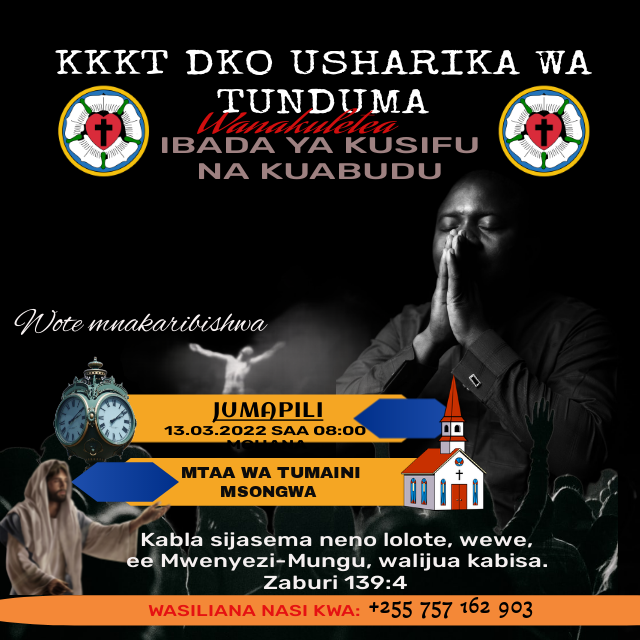 KKKT DKO USHARIKA WA
TUNDUMA
Wanakulelea
IBADA YA KUSIFU
NA KUABUDU
Wote mnakaribishwa
JUMAPILI
13.03.2022 SAA 08:00
MCHANA
MTAA WA TUMAINI
MSONGWA
Kabla sijasema neno lolote, wewe,
ee Mwenyezi-Mungu, walijua kabisa.
Zaburi 139:4
WASILIANA NASI KWA: +255 757 162 903